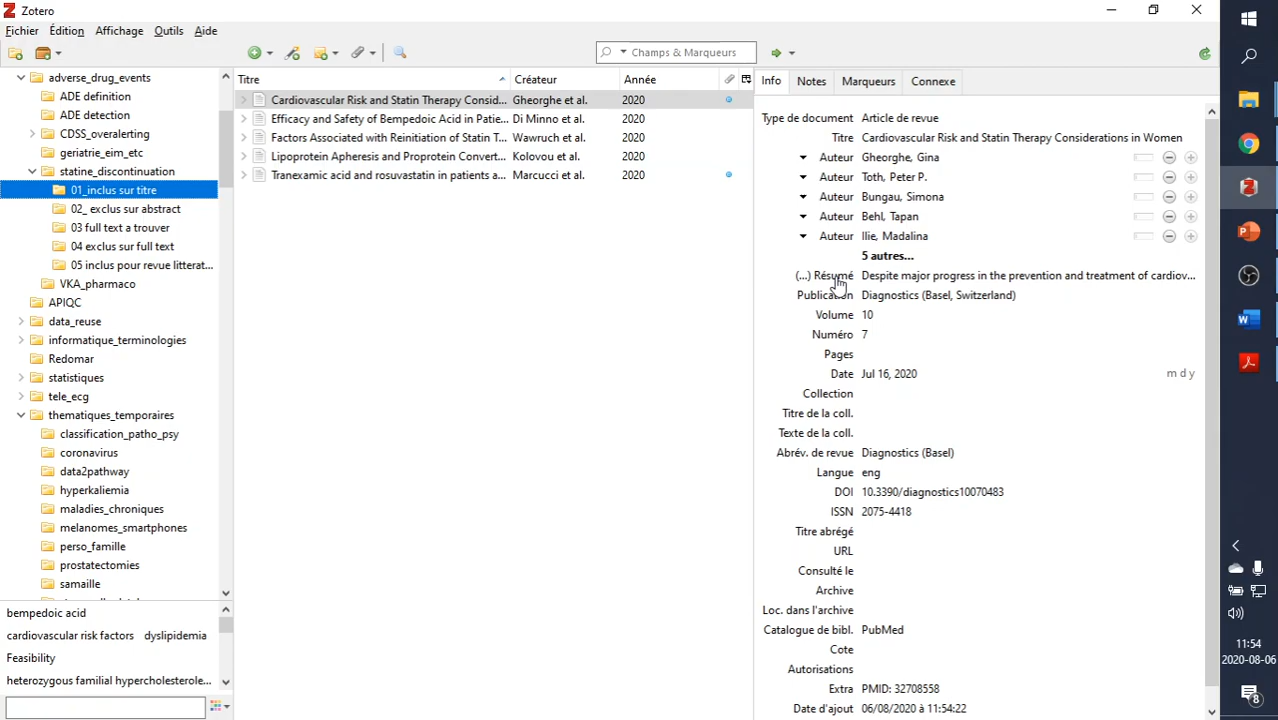 Zotero
Fichier Édition Affichage Outils Aide
Champs & Marqueurs
adverse_drug_events
ADE definition
ADE detection
CDSS_overalerting
geriatrie_eim_etc
statine_discontinuation
01_inclus sur titre
02_ exclus sur abstract
03 full text a trouver
04 exclus sur full text
05 inclus pour revue litterat...
VKA_pharmaco
APIQC
data_reuse
informatique_terminologies
Redomar
statistiques
tele_ecg
thematiques_temporaires
classification_patho_psy
coronavirus
data2pathway
hyperkaliemia
maladies_chroniques
melanomes_smartphones
perso_famille
prostatectomies
samaille
bempedoic acid
cardiovascular risk factors dyslipidemia
Feasibility
heterozygous familial hypercholesterole...
Titre Créateur Année
Cardiovascular Risk and Statin Therapy Consid... Gheorghe et al. 2020
Efficacy and Safety of Bempedoic Acid in Patie... Di Minno et al. 2020
Factors Associated with Reinitiation of Statin T... Wawruch et al. 2020
Lipoprotein Apheresis and Proprotein Convert... Kolovou et al. 2020
Tranexamic acid and rosuvastatin in patients a... Marcucci et al. 2020
Info Notes Marqueurs Connexe
Type de document Article de revue
Titre Cardiovascular Risk and Statin Therapy Considerations in Women
Auteur Gheorghe, Gina
Auteur Toth, Peter P.
Auteur Bungau, Simona
Auteur Behl, Tapan
Auteur Ilie, Madalina
5 autres...
(...) Résumé Despite major progress in the prevention and treatment of cardiov...
Publication Diagnostics (Basel, Switzerland)
Volume 10
Numéro 7
Pages
Date Jul 16, 2020 m d y
Collection
Titre de la coll.
Texte de la coll.
Abrév. de revue Diagnostics (Basel)
Langue eng
DOI 10.3390/diagnostics10070483
ISSN 2075-4418
Titre abrégé
URL
Consulté le
Archive
Loc. dans l'archive
Catalogue de bibl. PubMed
Cote
Autorisations
Extra PMID: 32708558
Date d'ajout 06/08/2020 à 11:54:22
11:54
2020-08-06
8